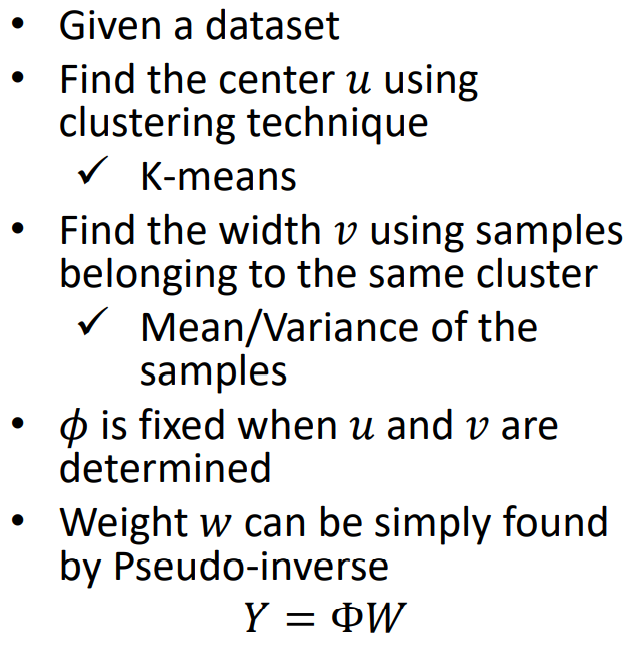 • Given a dataset
• Find the center 𝑢 using
clustering technique
✓ K-means
• Find the width 𝑣 using samples
belonging to the same cluster
✓ Mean/Variance of the
samples
• 𝜙 is fixed when 𝑢 and 𝑣 are
determined
• Weight 𝑤 can be simply found
by Pseudo-inverse
𝑌 = Φ𝑊